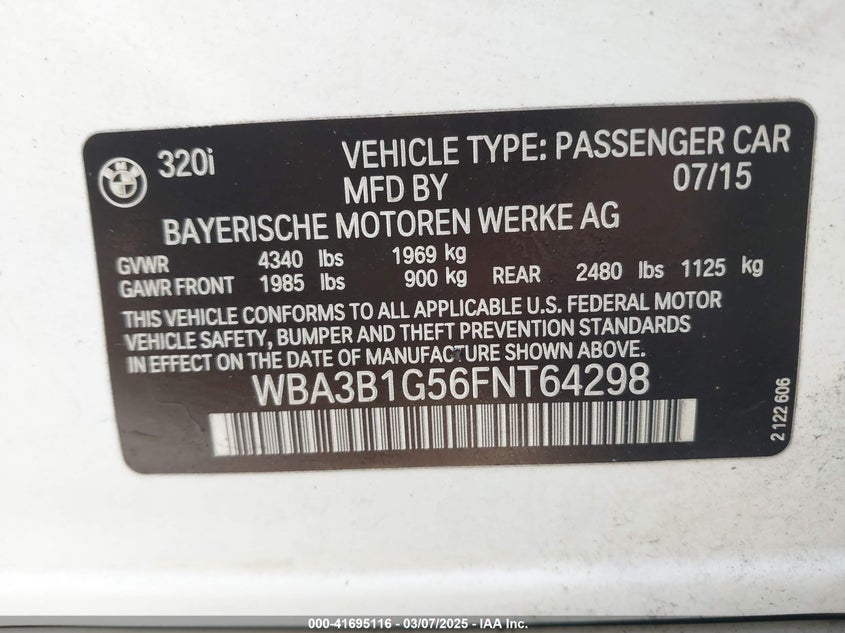 BMW
320i
VEHICLE TYPE: PASSENGER CAR
MFD BY 07/15
BAYERISCHE MOTOREN WERKE AG
GVWR 4340 lbs 1969 kg
GAWR FRONT 1985 lbs 900 kg REAR 2480 lbs 1125 kg
THIS VEHICLE CONFORMS TO ALL APPLICABLE U.S. FEDERAL MOTOR
VEHICLE SAFETY, BUMPER AND THEFT PREVENTION STANDARDS
IN EFFECT ON THE DATE OF MANUFACTURE SHOWN ABOVE.
WBA3B1G56FNT64298
2 122 606
000-41695116 - 03/07/2025 - IAA Inc.